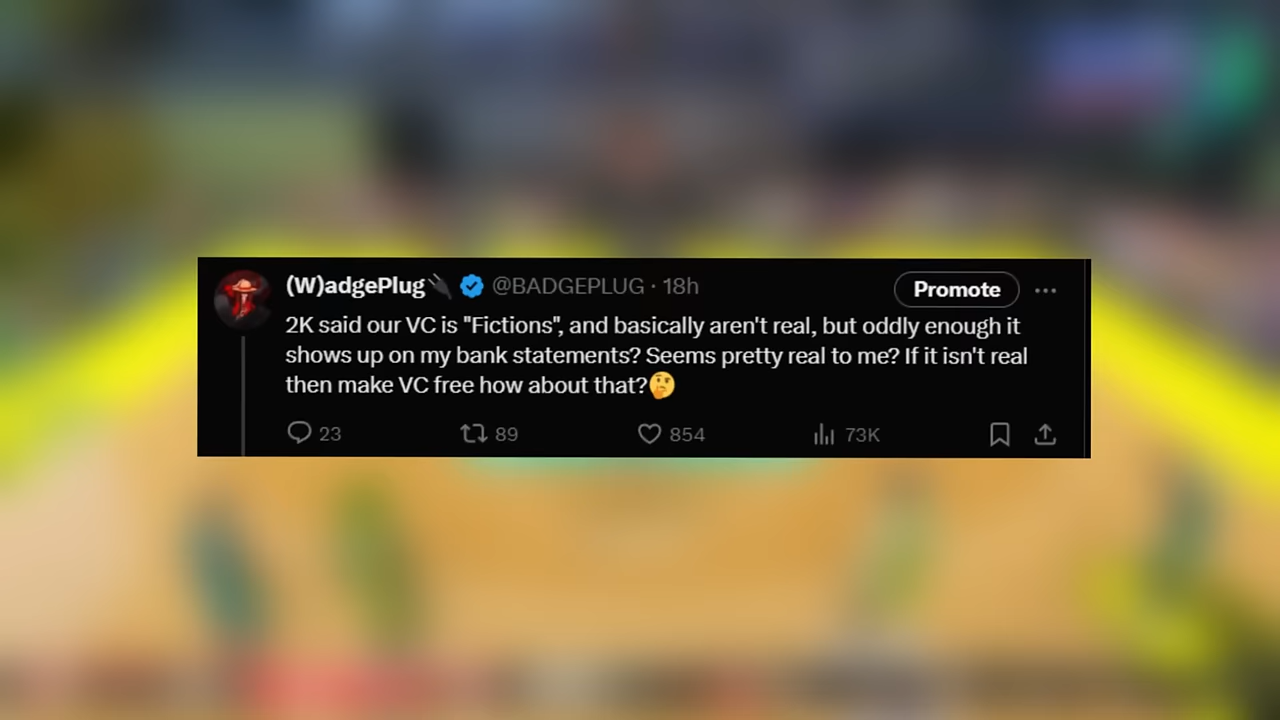 (W)adgePlug🔌 @BADGEPLUG · 18h
Promote
2K said our VC is "Fictions", and basically aren't real, but oddly enough it
shows up on my bank statements? Seems pretty real to me? If it isn't real
then make VC free how about that?🤔
23 89 854 73K